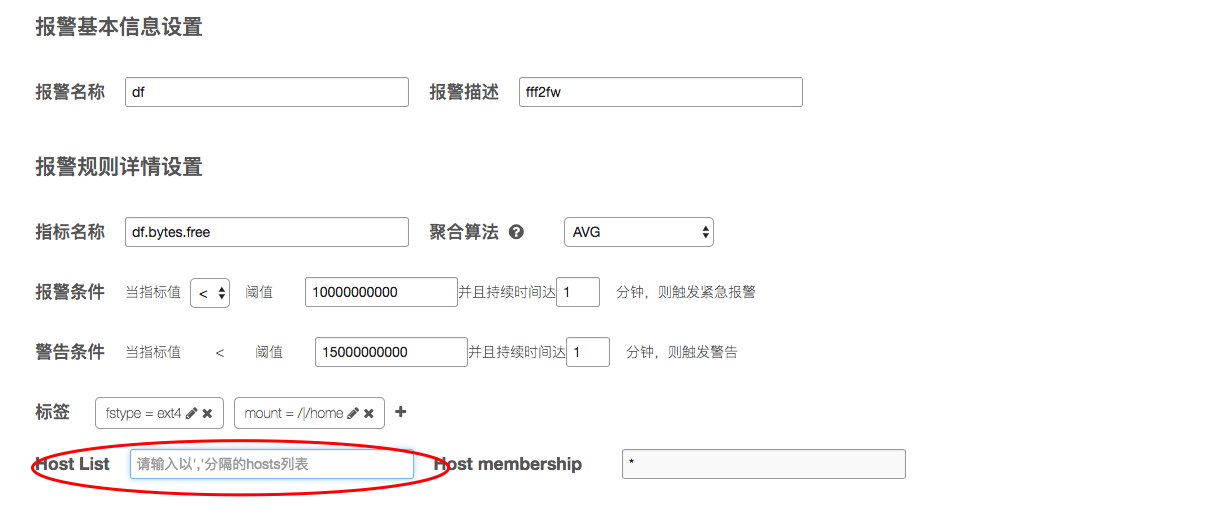 报警基本信息设置
报警名称 df 报警描述 fff2fw
报警规则详情设置
指标名称 df.bytes.free 聚合算法 ? AVG
报警条件 当指标值 < 阈值 10000000000 并且持续时间达 1 分钟，则触发紧急报警
警告条件 当指标值 < 阈值 15000000000 并且持续时间达 1 分钟，则触发警告
标签 fstype = ext4 mount = /|/home
Host List 请输入以','分隔的hosts列表 Host membership *